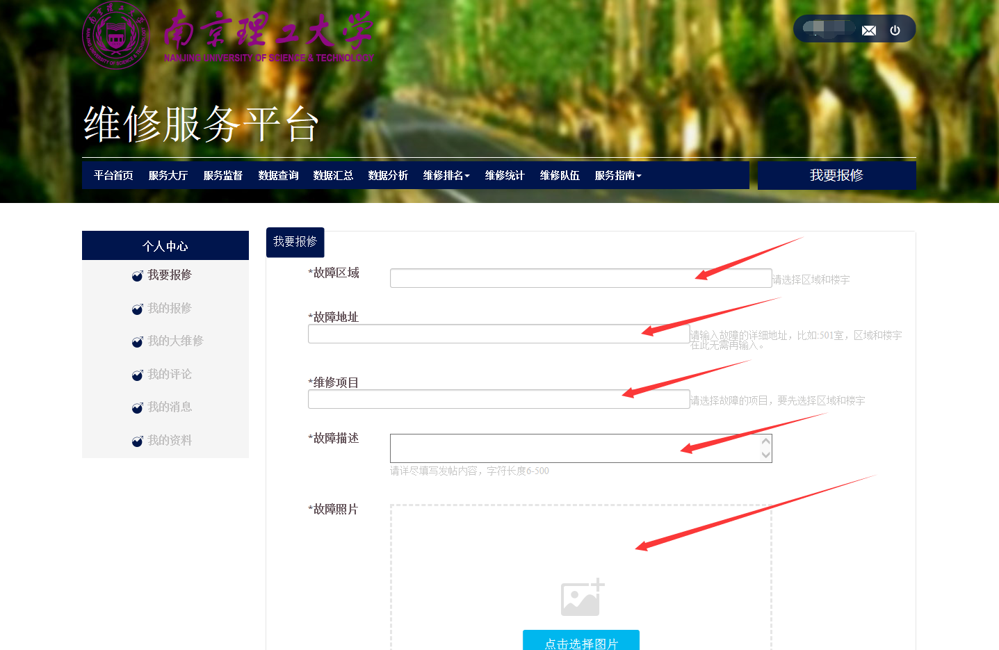 南京理工大学
NANJING UNIVERSITY OF SCIENCE & TECHNOLOGY
维修服务平台
平台首页 服务大厅 服务监督 数据查询 数据汇总 数据分析 维修排名 维修统计 维修队伍 服务指南 我要报修
个人中心
我要报修
我的报修
我的大维修
我的评论
我的消息
我的资料
我要报修
*故障区域
请选择区域和楼宇
*故障地址
请输入故障的详细地址，比如:501室，区域和楼宇
在此无需再输入。
*维修项目
请选择故障的项目，要先选择区域和楼宇
*故障描述
请详尽填写发帖内容，字符长度6-500
*故障照片
点击选择图片